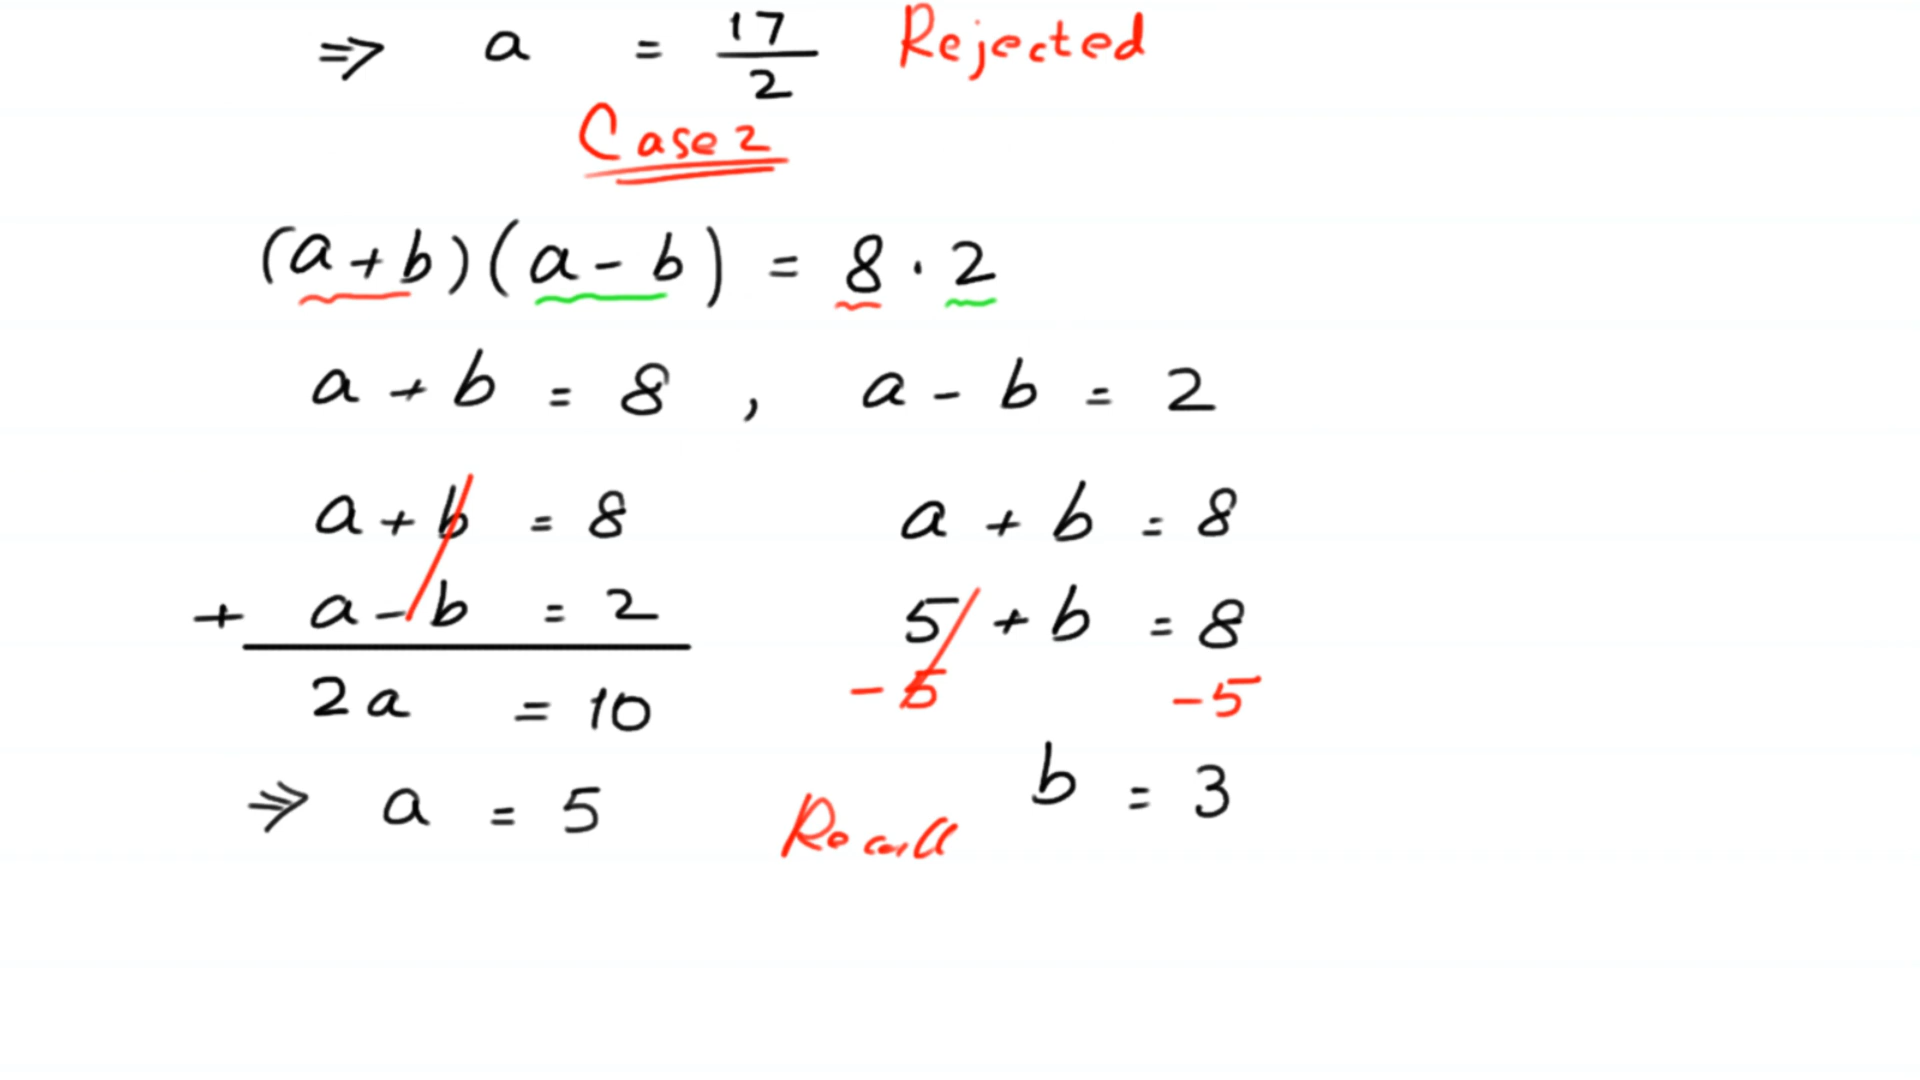 ⇒ a = 17/2 Rejected
Case 2
(a + b) (a - b) = 8 · 2
a + b = 8 , a - b = 2
a + b = 8 a + b = 8
+ a - b = 2 5 + b = 8
-5 -5
2a = 10
b = 3
⇒ a = 5
Recall